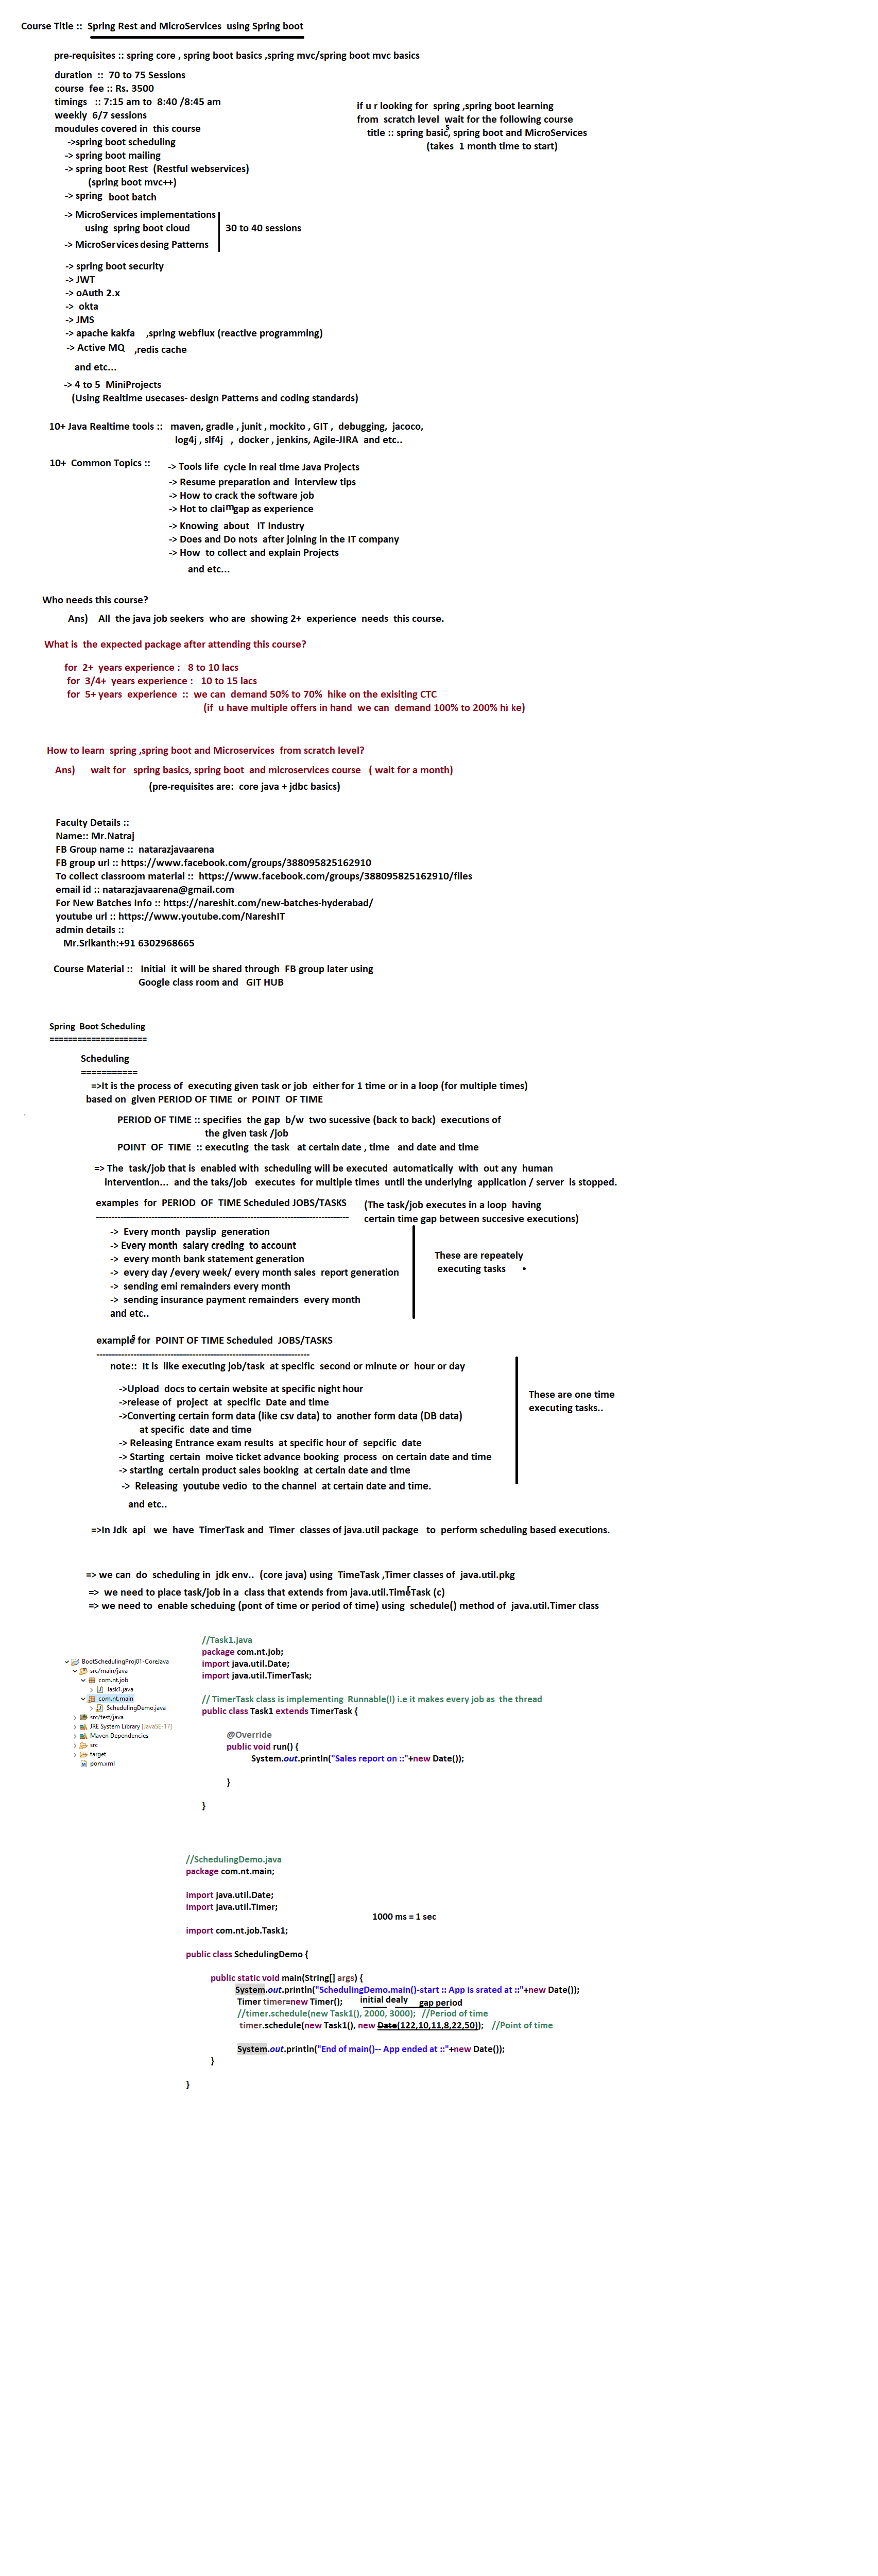 Course Title :: Spring Rest and MicroServices using Spring boot
pre-requisites :: spring core , spring boot basics ,spring mvc/spring boot mvc basics
duration :: 70 to 75 Sessions
course fee :: Rs. 3500
timings :: 7:15 am to 8:40 /8:45 am
weekly 6/7 sessions
moudules covered in this course
->spring boot scheduling
-> spring boot mailing
-> spring boot Rest (Restful webservices)
(spring boot mvc++)
-> spring boot batch
if u r looking for spring ,spring boot learning
from scratch level wait for the following course
title :: spring basics, spring boot and MicroServices
(takes 1 month time to start)
-> MicroServices implementations
using spring boot cloud
-> MicroServices desing Patterns
30 to 40 sessions
-> spring boot security
-> JWT
-> oAuth 2.x
-> okta
-> JMS
-> apache kakfa ,spring webflux (reactive programming)
-> Active MQ ,redis cache
and etc...
-> 4 to 5 MiniProjects
(Using Realtime usecases- design Patterns and coding standards)
10+ Java Realtime tools :: maven, gradle , junit , mockito , GIT , debugging, jacoco,
log4j , slf4j , docker , jenkins, Agile-JIRA and etc..
10+ Common Topics :: -> Tools life cycle in real time Java Projects
-> Resume preparation and interview tips
-> How to crack the software job
-> Hot to claim gap as experience
-> Knowing about IT Industry
-> Does and Do nots after joining in the IT company
-> How to collect and explain Projects
and etc...
Who needs this course?
Ans) All the java job seekers who are showing 2+ experience needs this course.
What is the expected package after attending this course?
for 2+ years experience : 8 to 10 lacs
for 3/4+ years experience : 10 to 15 lacs
for 5+ years experience :: we can demand 50% to 70% hike on the exisiting CTC
(if u have multiple offers in hand we can demand 100% to 200% hi ke)
How to learn spring ,spring boot and Microservices from scratch level?
Ans) wait for spring basics, spring boot and microservices course ( wait for a month)
(pre-requisites are: core java + jdbc basics)
Faculty Details ::
Name:: Mr.Natraj
FB Group name :: natarazjavaarena
FB group url :: https://www.facebook.com/groups/388095825162910
To collect classroom material :: https://www.facebook.com/groups/388095825162910/files
email id :: natarazjavaarena@gmail.com
For New Batches Info :: https://nareshit.com/new-batches-hyderabad/
youtube url :: https://www.youtube.com/NareshIT
admin details ::
Mr.Srikanth:+91 6302968665
Course Material :: Initial it will be shared through FB group later using
Google class room and GIT HUB
Spring Boot Scheduling
=====================
Scheduling
===========
=>It is the process of executing given task or job either for 1 time or in a loop (for multiple times)
based on given PERIOD OF TIME or POINT OF TIME
PERIOD OF TIME :: specifies the gap b/w two sucessive (back to back) executions of
the given task /job
POINT OF TIME :: executing the task at certain date , time and date and time
=> The task/job that is enabled with scheduling will be executed automatically with out any human
intervention... and the taks/job executes for multiple times until the underlying application / server is stopped.
examples for PERIOD OF TIME Scheduled JOBS/TASKS
(The task/job executes in a loop having
certain time gap between succesive executions)
--------------------------------------------------------------------------------
-> Every month payslip generation
-> Every month salary creding to account
-> every month bank statement generation
-> every day /every week/ every month sales report generation
-> sending emi remainders every month
-> sending insurance payment remainders every month
and etc..
These are repeately
executing tasks
examples for POINT OF TIME Scheduled JOBS/TASKS
--------------------------------------------------------------------
note:: It is like executing job/task at specific second or minute or hour or day
->Upload docs to certain website at specific night hour
->release of project at specific Date and time
->Converting certain form data (like csv data) to another form data (DB data)
at specific date and time
-> Releasing Entrance exam results at specific hour of sepcific date
-> Starting certain moive ticket advance booking process on certain date and time
-> starting certain product sales booking at certain date and time
-> Releasing youtube vedio to the channel at certain date and time.
and etc..
These are one time
executing tasks..
=>In Jdk api we have TimerTask and Timer classes of java.util package to perform scheduling based executions.
=> we can do scheduling in jdk env.. (core java) using TimeTask ,Timer classes of java.util.pkg
=> we need to place task/job in a class that extends from java.util.TimerTask (c)
=> we need to enable scheduing (pont of time or period of time) using schedule() method of java.util.Timer class
BootSchedulingProj01-CoreJava
src/main/java
com.nt.job
Task1.java
com.nt.main
SchedulingDemo.java
src/test/java
JRE System Library [JavaSE-17]
Maven Dependencies
src
target
pom.xml
//Task1.java
package com.nt.job;
import java.util.Date;
import java.util.TimerTask;
// TimerTask class is implementing Runnable(I) i.e it makes every job as the thread
public class Task1 extends TimerTask {
@Override
public void run() {
System.out.println("Sales report on ::"+new Date());
}
}
//SchedulingDemo.java
package com.nt.main;
import java.util.Date;
import java.util.Timer;
1000 ms = 1 sec
import com.nt.job.Task1;
public class SchedulingDemo {
public static void main(String[] args) {
System.out.println("SchedulingDemo.main()-start :: App is srated at ::"+new Date());
Timer timer=new Timer(); initial dealy gap period
//timer.schedule(new Task1(), 2000, 3000); //Period of time
timer.schedule(new Task1(), new Date(122,10,11,8,22,50)); //Point of time
System.out.println("End of main()-- App ended at ::"+new Date());
}
}